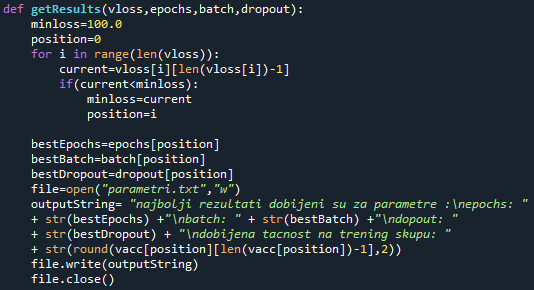 def getResults(vloss,epochs,batch,dropout):
    minloss=100.0
    position=0
    for i in range(len(vloss)):
        current=vloss[i][len(vloss[i])-1]
        if(current<minloss):
            minloss=current
            position=i

    bestEpochs=epochs[position]
    bestBatch=batch[position]
    bestDropout=dropout[position]
    file=open("parametri.txt","w")
    outputString= "najbolji rezultati dobijeni su za parametre :\nepochs: "
    + str(bestEpochs) +"\nbatch: " + str(bestBatch) +"\ndopout: "
    + str(bestDropout) + "\ndobijena tacnost na trening skupu: "
    + str(round(vacc[position][len(vacc[position])-1],2))
    file.write(outputString)
    file.close()